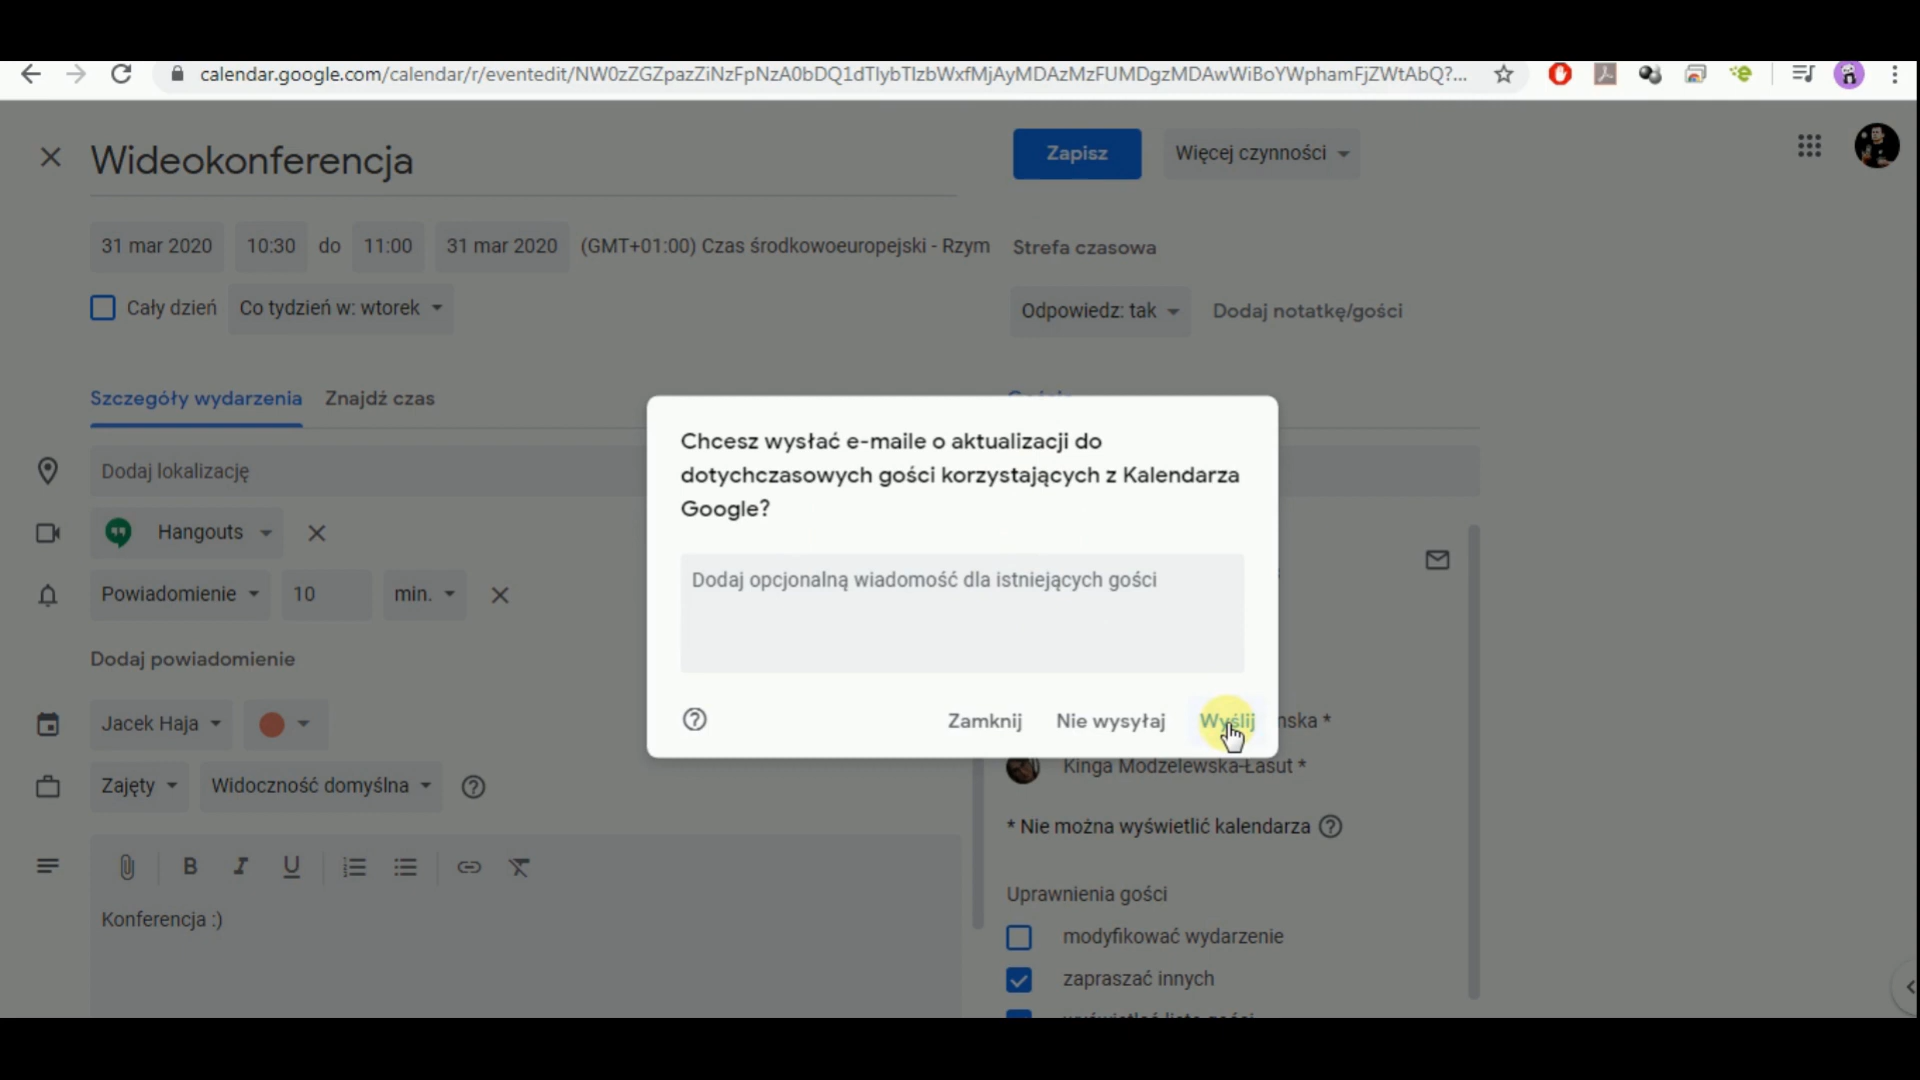 calendar.google.com/calendar/r/eventedit/NW0zZGZpazZiNzFpNzA0bDQ1dTIybTIzbWxfMjAyMDAzMzFUMDgzMDAwWiBoYWphamFjZWtAbQ?...
Wideokonferencja
Zapisz
Więcej czynności
31 mar 2020 10:30 do 11:00 31 mar 2020 (GMT+01:00) Czas środkowoeuropejski - Rzym Strefa czasowa
Cały dzień Co tydzień w: wtorek
Odpowiedz: tak Dodaj notatkę/gości
Szczegóły wydarzenia Znajdź czas
Chcesz wysłać e-maile o aktualizacji do
dotychczasowych gości korzystających z Kalendarza
Google?
Dodaj opcjonalną wiadomość dla istniejących gości
Zamknij Nie wysyłaj Wyślij
Dodaj lokalizację
Hangouts
Powiadomienie 10 min.
Dodaj powiadomienie
Jacek Haja
Zajęty Widoczność domyślna
B I U
Konferencja :)
nska *
Kinga Modzelewska-Łasut *
* Nie można wyświetlić kalendarza
Uprawnienia gości
modyfikować wydarzenie
zapraszać innych